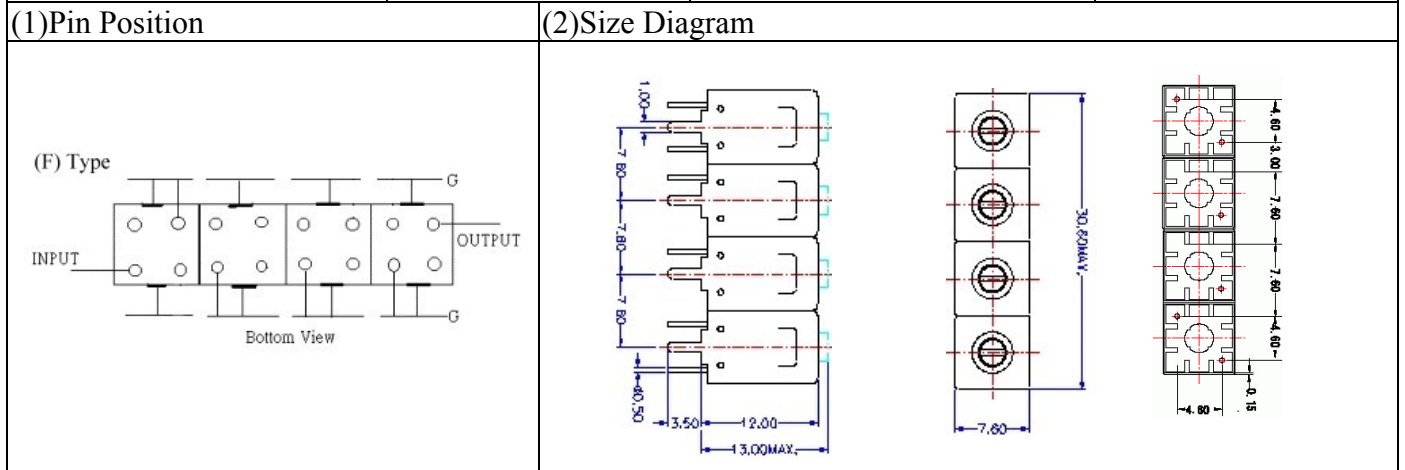 (1)Pin Position
(2)Size Diagram
(F) Type
G
INPUT
OUTPUT
G
Bottom View
1.00
7.80
7.80
7.80
Φ0.50
3.50
12.00
13.00MAX.
30.60MAX.
7.60
4.60
3.00
7.60
7.60
4.60
0.15
4.60